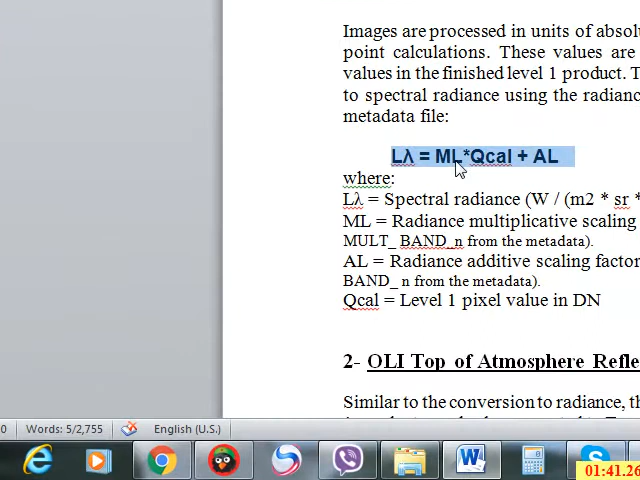 Images are processed in units of absolu
point calculations. These values are
values in the finished level 1 product. T
to spectral radiance using the radianc
metadata file:
Lλ = ML*Qcal + AL
where:
Lλ = Spectral radiance (W / (m2 * sr *
ML = Radiance multiplicative scaling
MULT_ BAND_n from the metadata).
AL = Radiance additive scaling factor
BAND_ n from the metadata).
Qcal = Level 1 pixel value in DN
2- OLI Top of Atmosphere Refle
Similar to the conversion to radiance, th
0 Words: 5/2,755 English (U.S.)
01:41.26